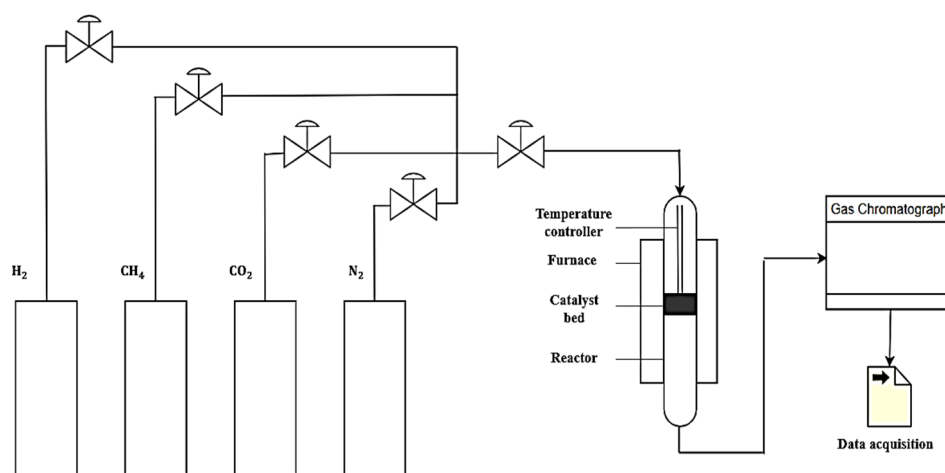 H₂
CH₄
CO₂
N₂
Temperature
controller
Furnace
Catalyst
bed
Reactor
Gas Chromatograph
Data acquisition